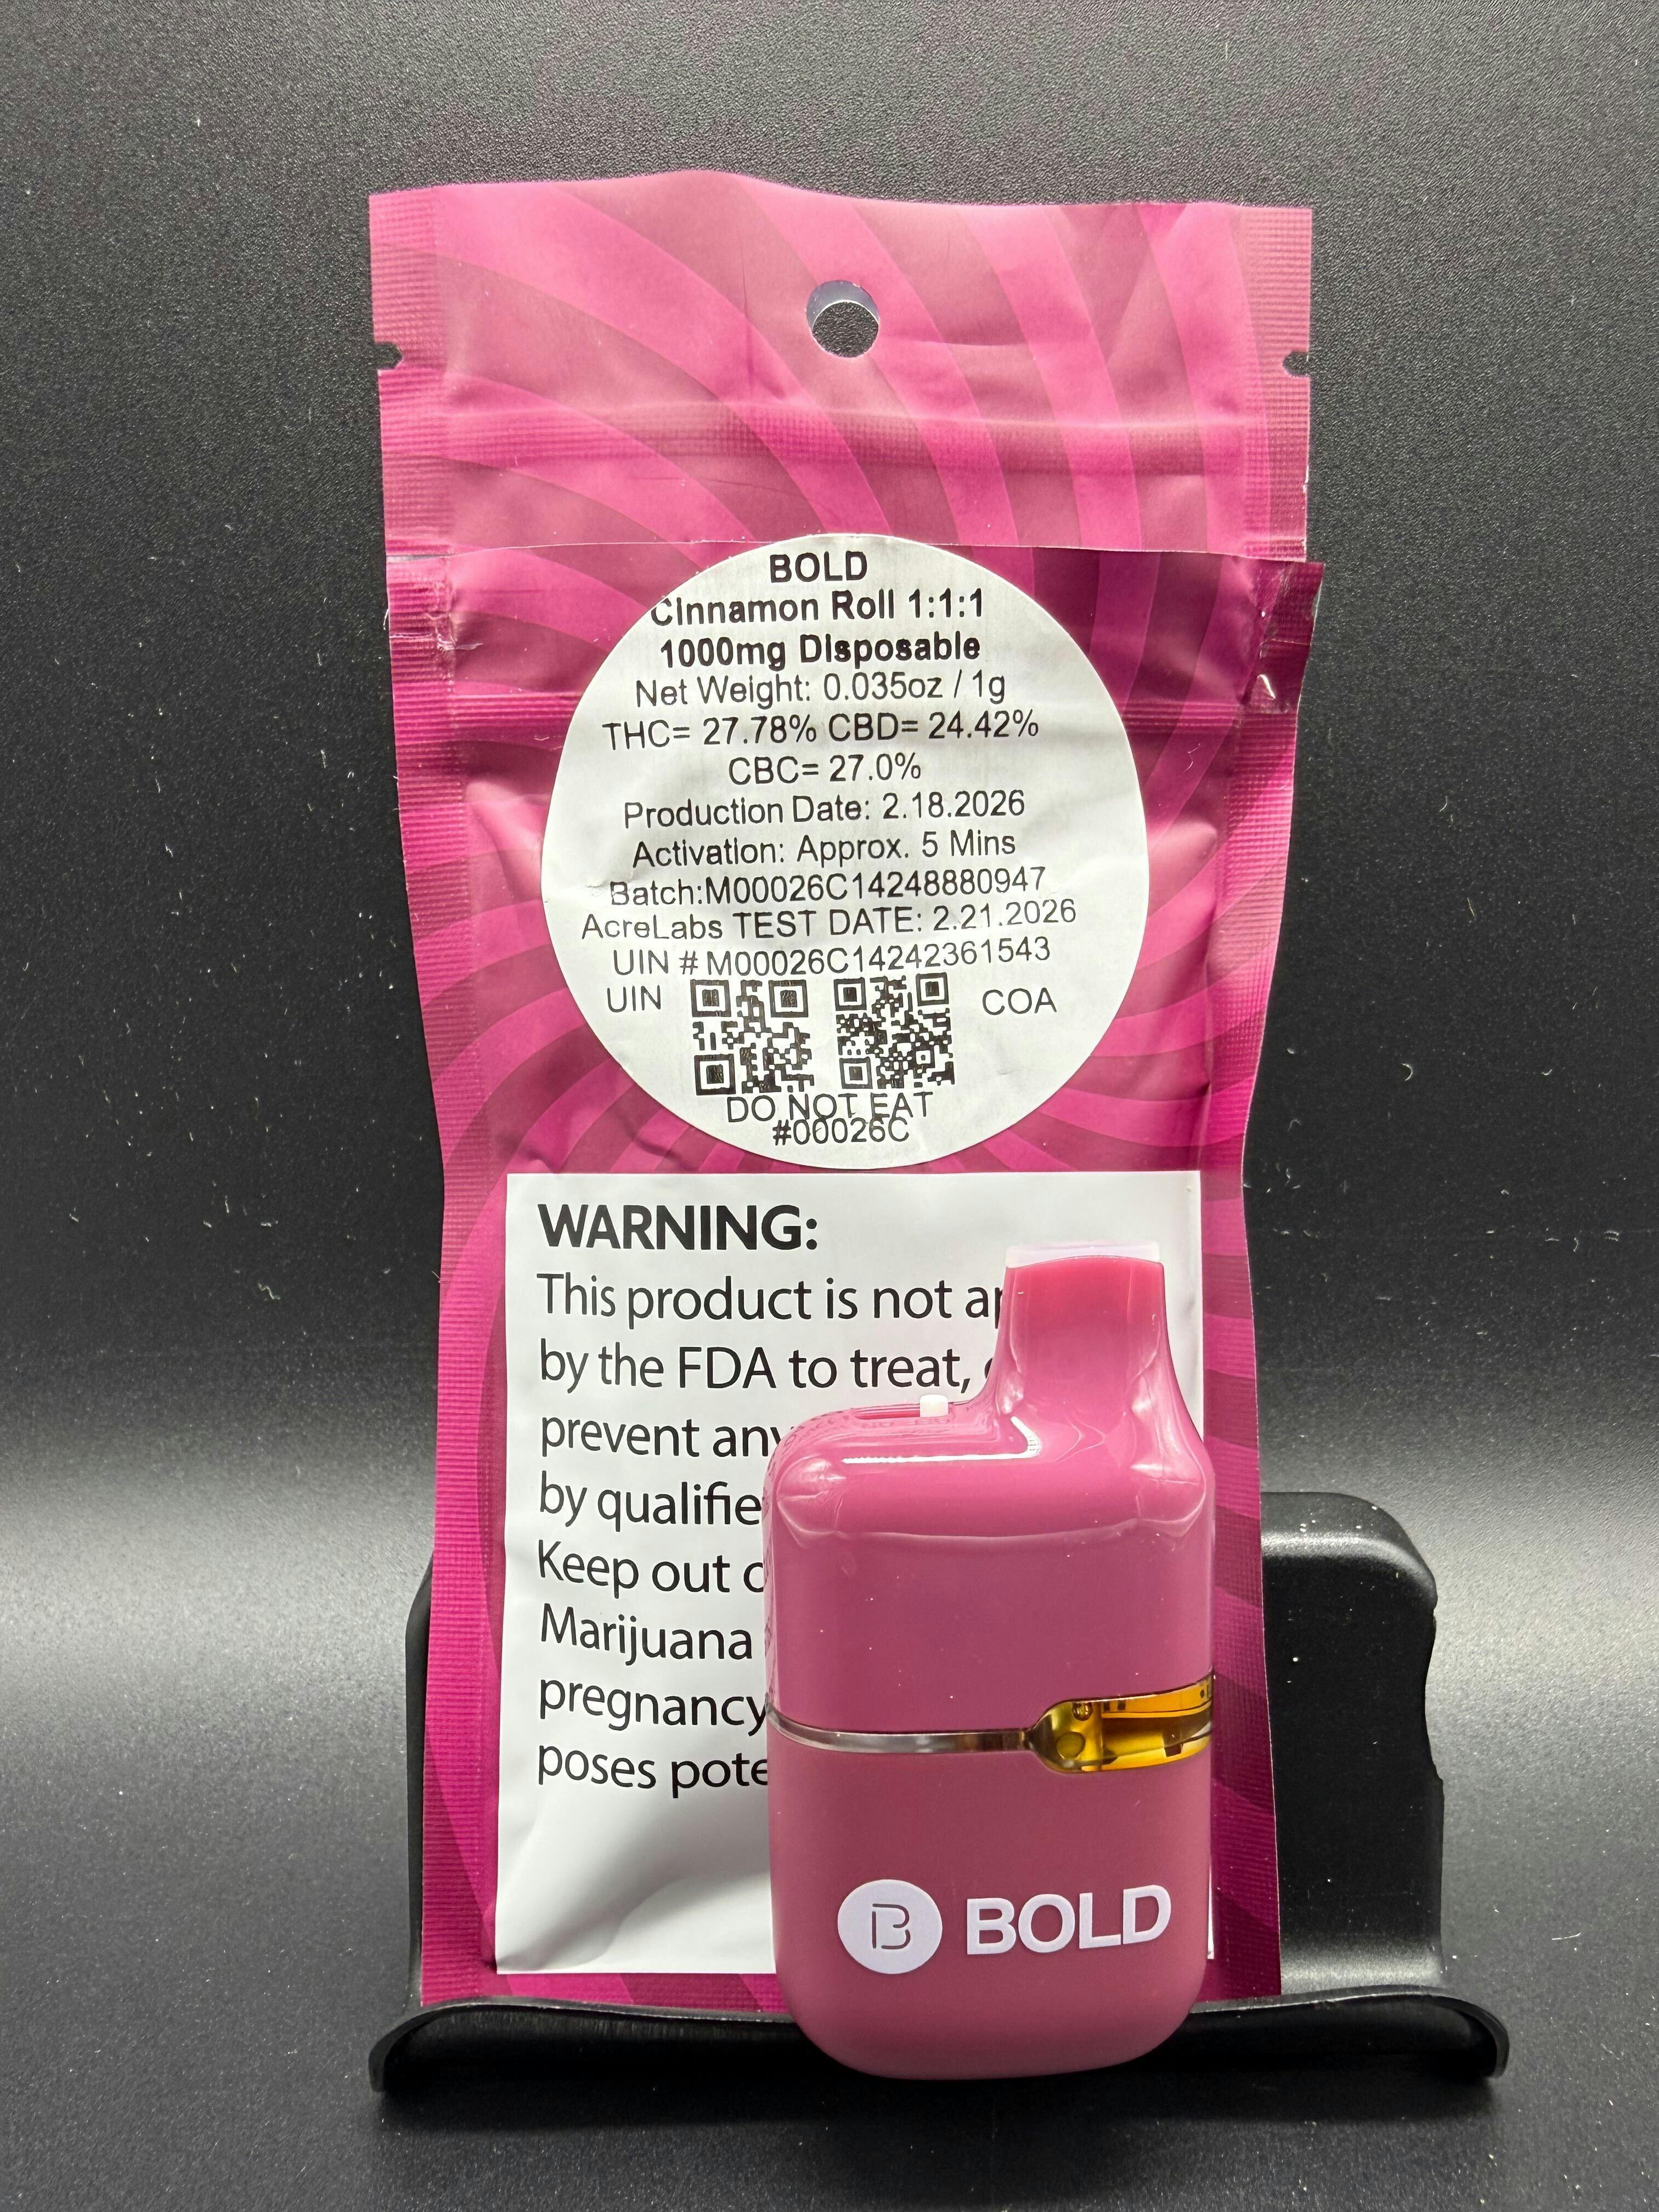 BOLD
Cinnamon Roll 1:1:1
1000mg Disposable
Net Weight: 0.035oz / 1g
THC= 27.78% CBD= 24.42%
CBC= 27.0%
Production Date: 2.18.2026
Activation: Approx. 5 Mins
Batch:M00026C14248880947
AcreLabs TEST DATE: 2.21.2026
UIN # M00026C14242361543
UIN COA
DO NOT EAT
#00026C
WARNING:
This product is not
by the FDA to treat,
prevent any
by
Keep out
Marijuana
pregnancy
poses
B BOLD